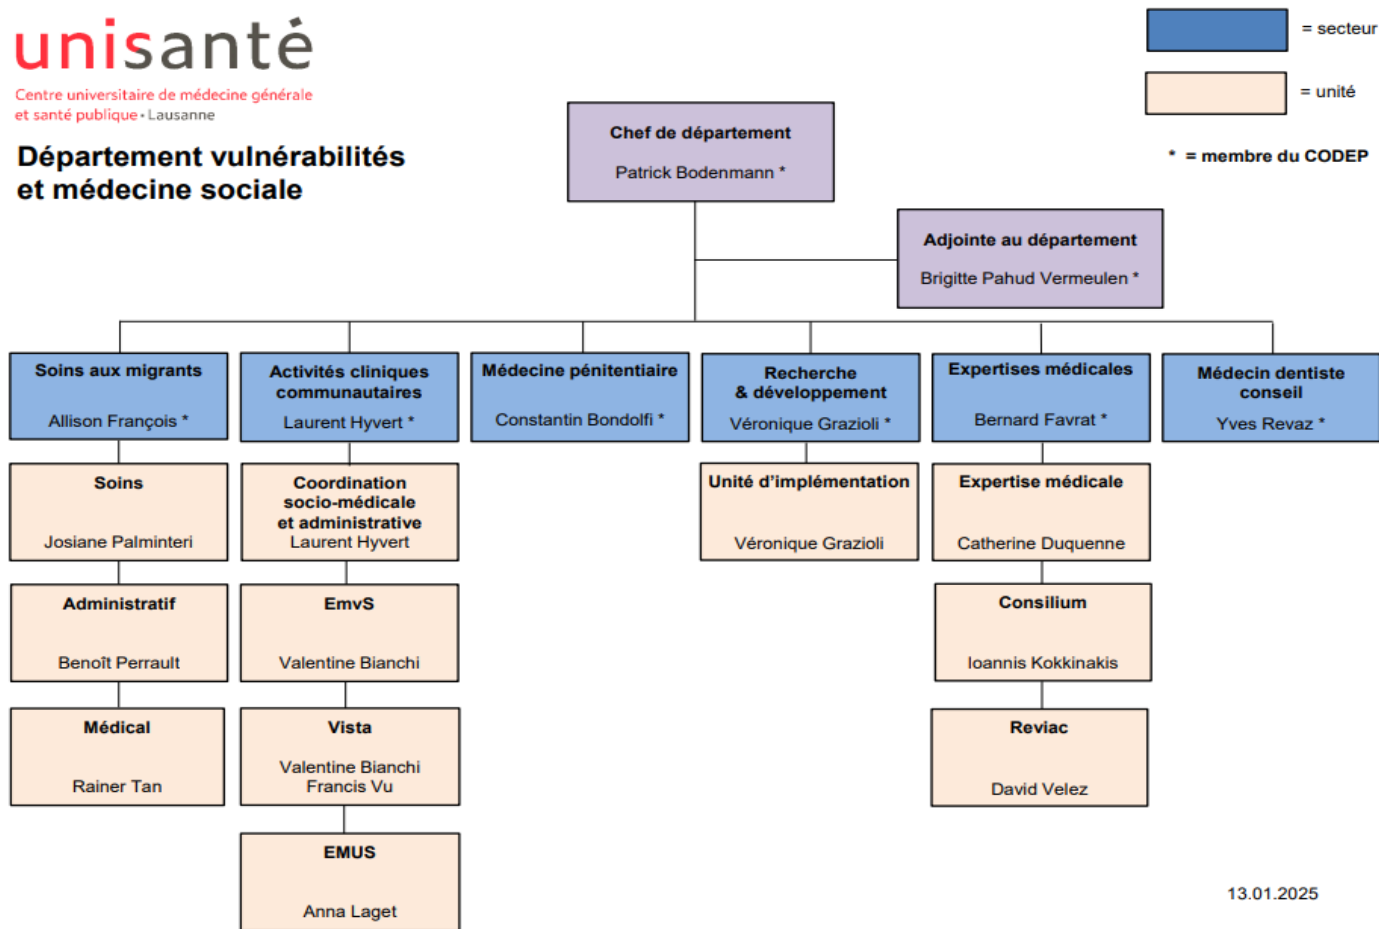 unisanté
Centre universitaire de médecine générale
et santé publique • Lausanne
Département vulnérabilités
et médecine sociale
= secteur
= unité
* = membre du CODEP
Chef de département
Patrick Bodenmann *
Adjointe au département
Brigitte Pahud Vermeulen *
Soins aux migrants
Allison François *
Activités cliniques
communautaires
Laurent Hyvert *
Médecine pénitentiaire
Constantin Bondolfi *
Recherche
& développement
Véronique Grazioli *
Expertises médicales
Bernard Favrat *
Médecin dentiste
conseil
Yves Revaz *
Soins
Josiane Palminteri
Coordination
socio-médicale
et administrative
Laurent Hyvert
Unité d'implémentation
Véronique Grazioli
Expertise médicale
Catherine Duquenne
Administratif
Benoît Perrault
EmvS
Valentine Bianchi
Consilium
Ioannis Kokkinakis
Médical
Rainer Tan
Vista
Valentine Bianchi
Francis Vu
Reviac
David Velez
EMUS
Anna Laget
13.01.2025